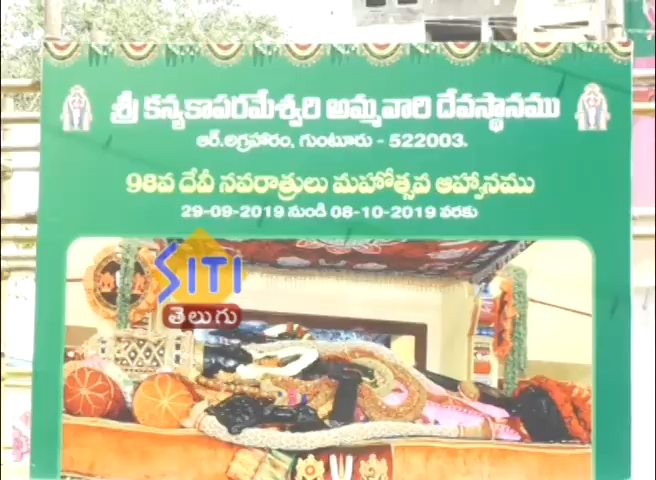 శ్రీ కన్యకాపరమేశ్వరి అమ్మవారి దేవస్థానము
ఆర్.అగ్రహారం, గుంటూరు - 522003.
98వ దేవీ నవరాత్రులు మహోత్సవ ఆహ్వానము
29-09-2019 నుండి 08-10-2019 వరకు
SITI
తెలుగు